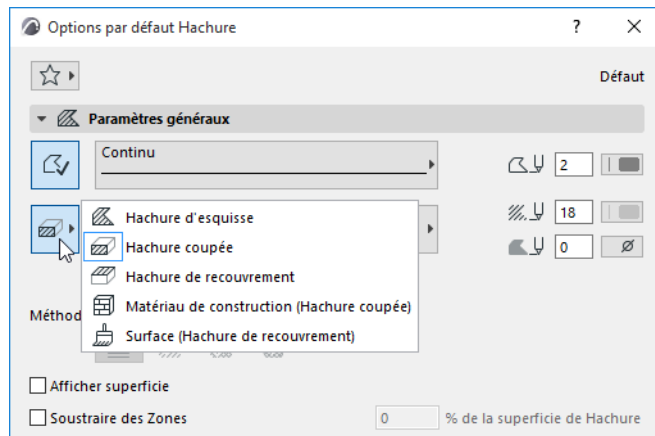 Options par défaut Hachure
?
Défaut
Paramètres généraux
Continu
2
18
0
Hachure d'esquisse
Hachure coupée
Hachure de recouvrement
Matériau de construction (Hachure coupée)
Surface (Hachure de recouvrement)
Méthod
Afficher superficie
Soustraire des Zones
0
% de la superficie de Hachure